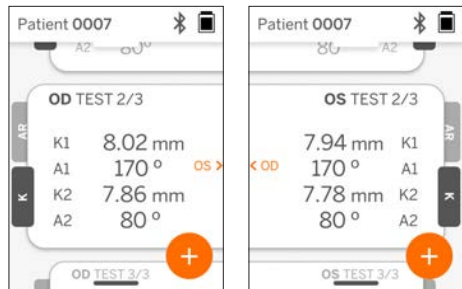 Patient 0007
A2 80°
OD TEST 2/3
AR
K
K1 8.02 mm
A1 170 °
K2 7.86 mm
A2 80 °
OS >
+
OD TEST 3/3
Patient 0007
80 A2
OS TEST 2/3
AR
K
7.94 mm K1
170 ° A1
7.78 mm K2
80 ° A2
< OD
+
OS TEST 3/3